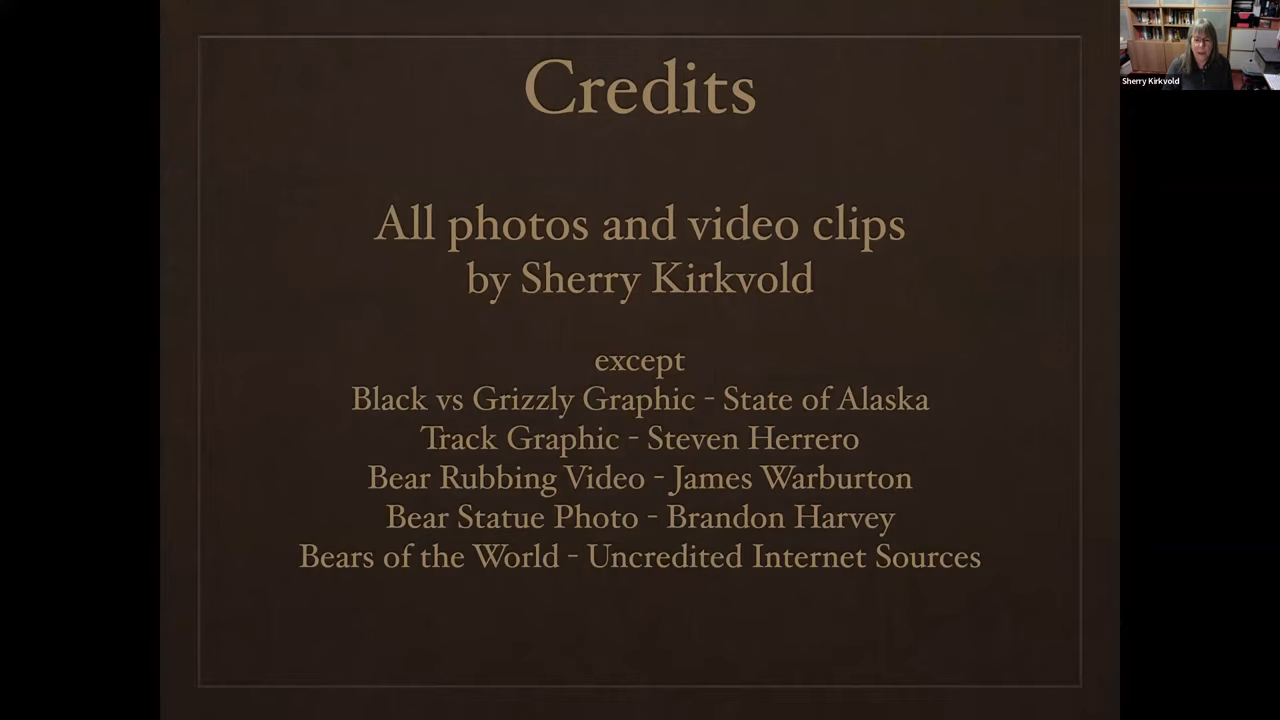 Credits
All photos and video clips
by Sherry Kirkvold
except
Black vs Grizzly Graphic - State of Alaska
Track Graphic - Steven Herrero
Bear Rubbing Video - James Warburton
Bear Statue Photo - Brandon Harvey
Bears of the World - Uncredited Internet Sources
Sherry Kirkvold